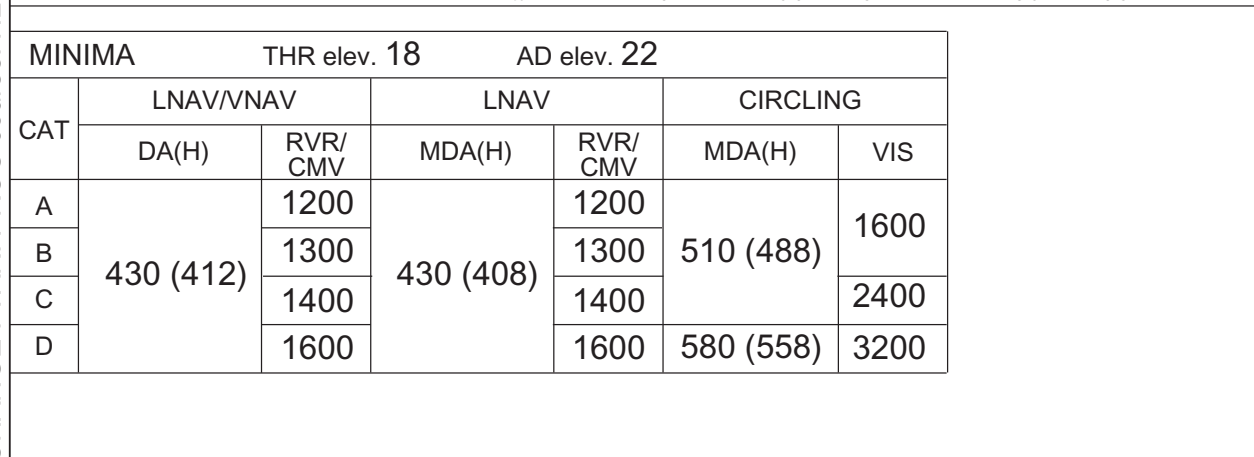 MINIMA THR elev. 18 AD elev. 22
CAT LNAV/VNAV LNAV CIRCLING
DA(H) RVR/CMV MDA(H) RVR/CMV MDA(H) VIS
A 430 (412) 1200 430 (408) 1200 510 (488) 1600
B 1300 1300
C 1400 1400 2400
D 1600 1600 580 (558) 3200